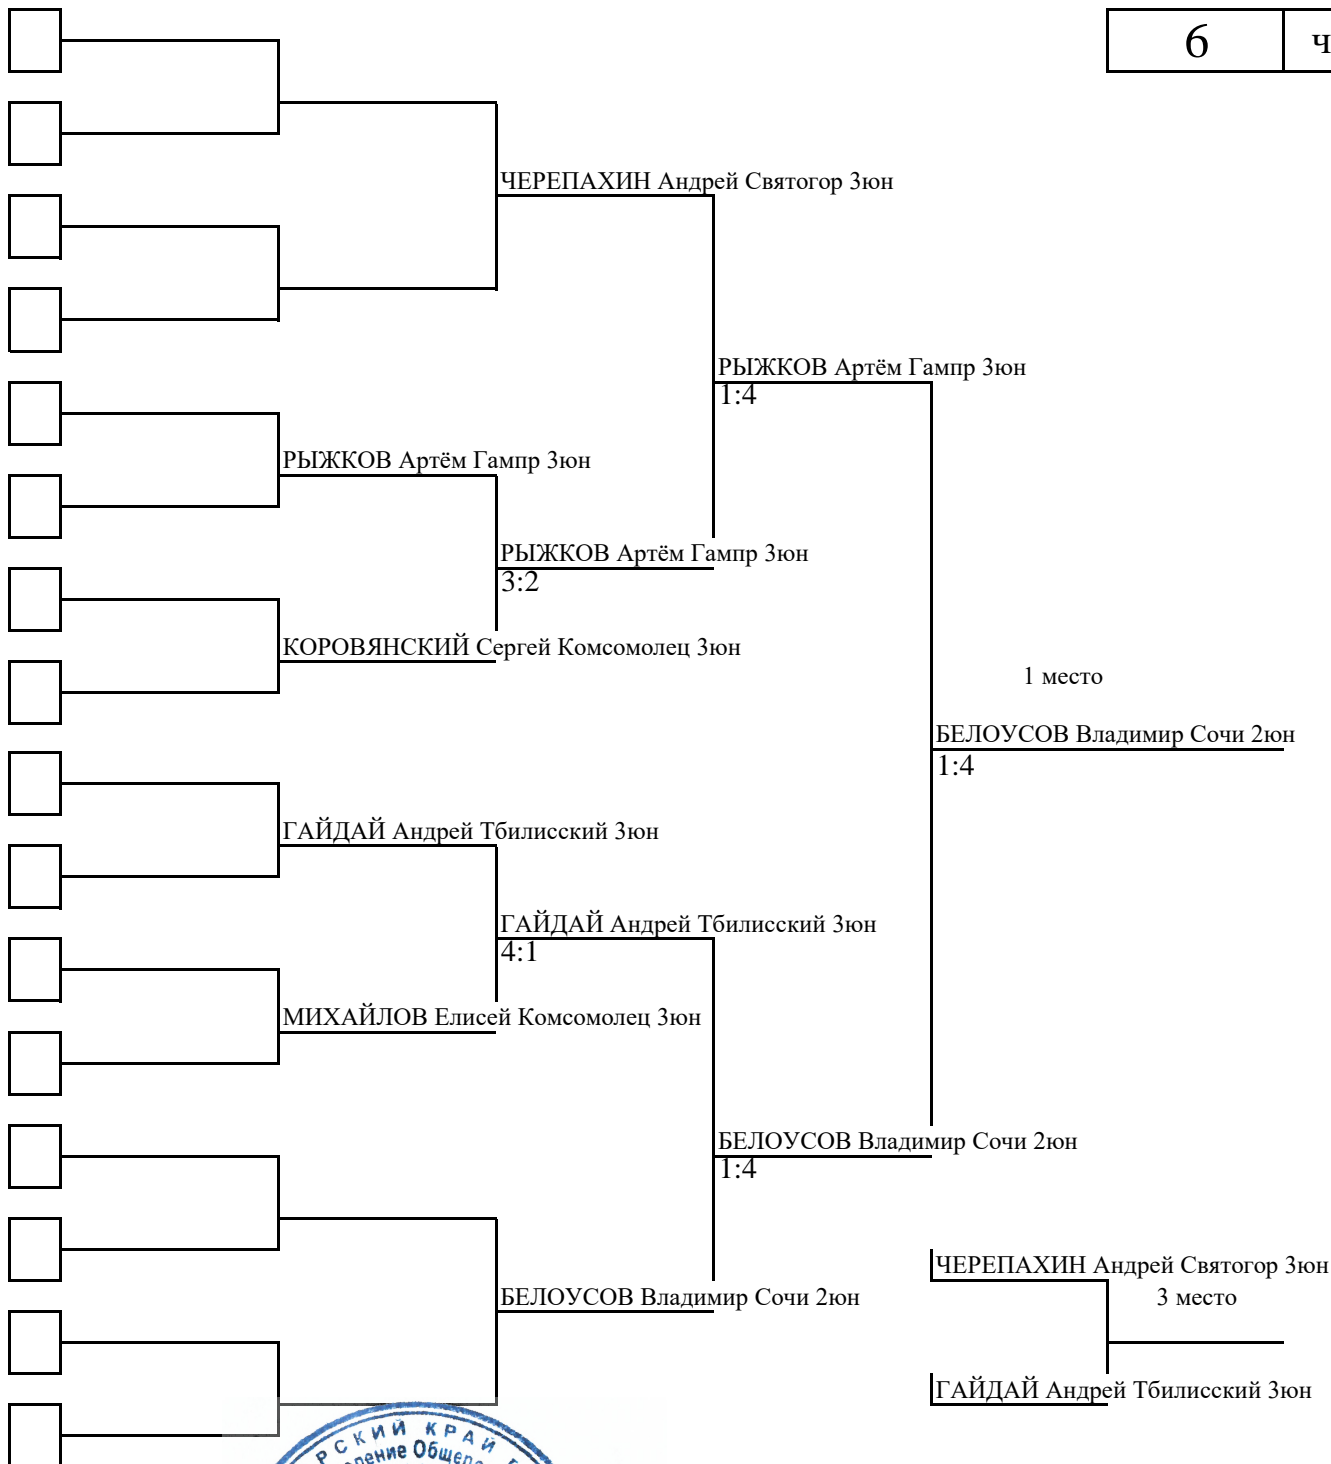 6 ч
ЧЕРЕПАХИН Андрей Святогор 3юн
РЫЖКОВ Артём Гампр 3юн
1:4
РЫЖКОВ Артём Гампр 3юн
РЫЖКОВ Артём Гампр 3юн
3:2
КОРОВЯНСКИЙ Сергей Комсомолец 3юн
1 место
БЕЛОУСОВ Владимир Сочи 2юн
1:4
ГАЙДАЙ Андрей Тбилисский 3юн
ГАЙДАЙ Андрей Тбилисский 3юн
4:1
МИХАЙЛОВ Елисей Комсомолец 3юн
БЕЛОУСОВ Владимир Сочи 2юн
1:4
ЧЕРЕПАХИН Андрей Святогор 3юн
БЕЛОУСОВ Владимир Сочи 2юн
3 место
ГАЙДАЙ Андрей Тбилисский 3юн
КРАЙ